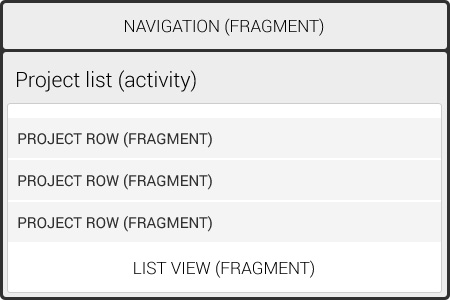 NAVIGATION (FRAGMENT)
Project list (activity)
PROJECT ROW (FRAGMENT)
PROJECT ROW (FRAGMENT)
PROJECT ROW (FRAGMENT)
LIST VIEW (FRAGMENT)